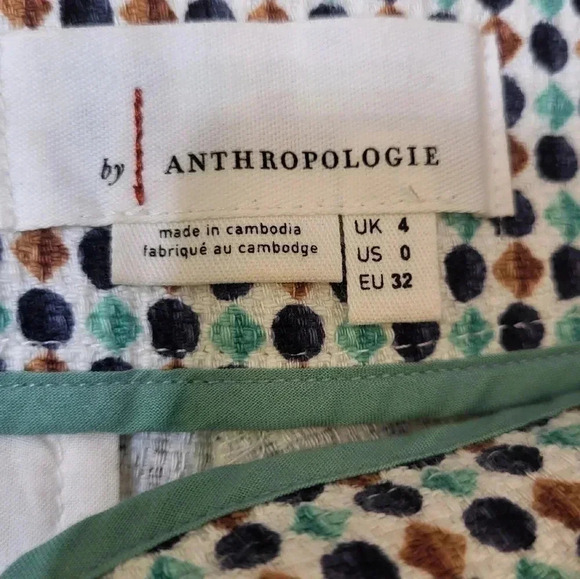 by ANTHROPOLOGIE
made in cambodia
fabriqué au cambodge
UK 4
US 0
EU 32